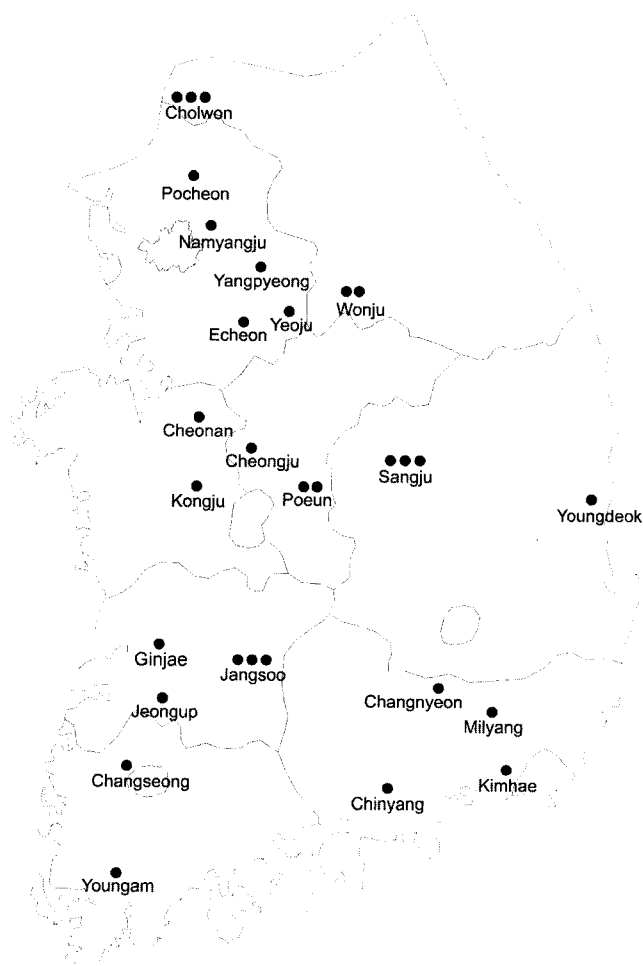 Cholwon
Pocheon
Namyangju
Yangpyeong
Wonju
Yeoju
Echeon
Cheonan
Cheongju
Sangju
Kongju
Poeun
Youngdeok
Ginjae
Jangsoo
Changnyeon
Jeongup
Milyang
Changseong
Kimhae
Chinyang
Youngam